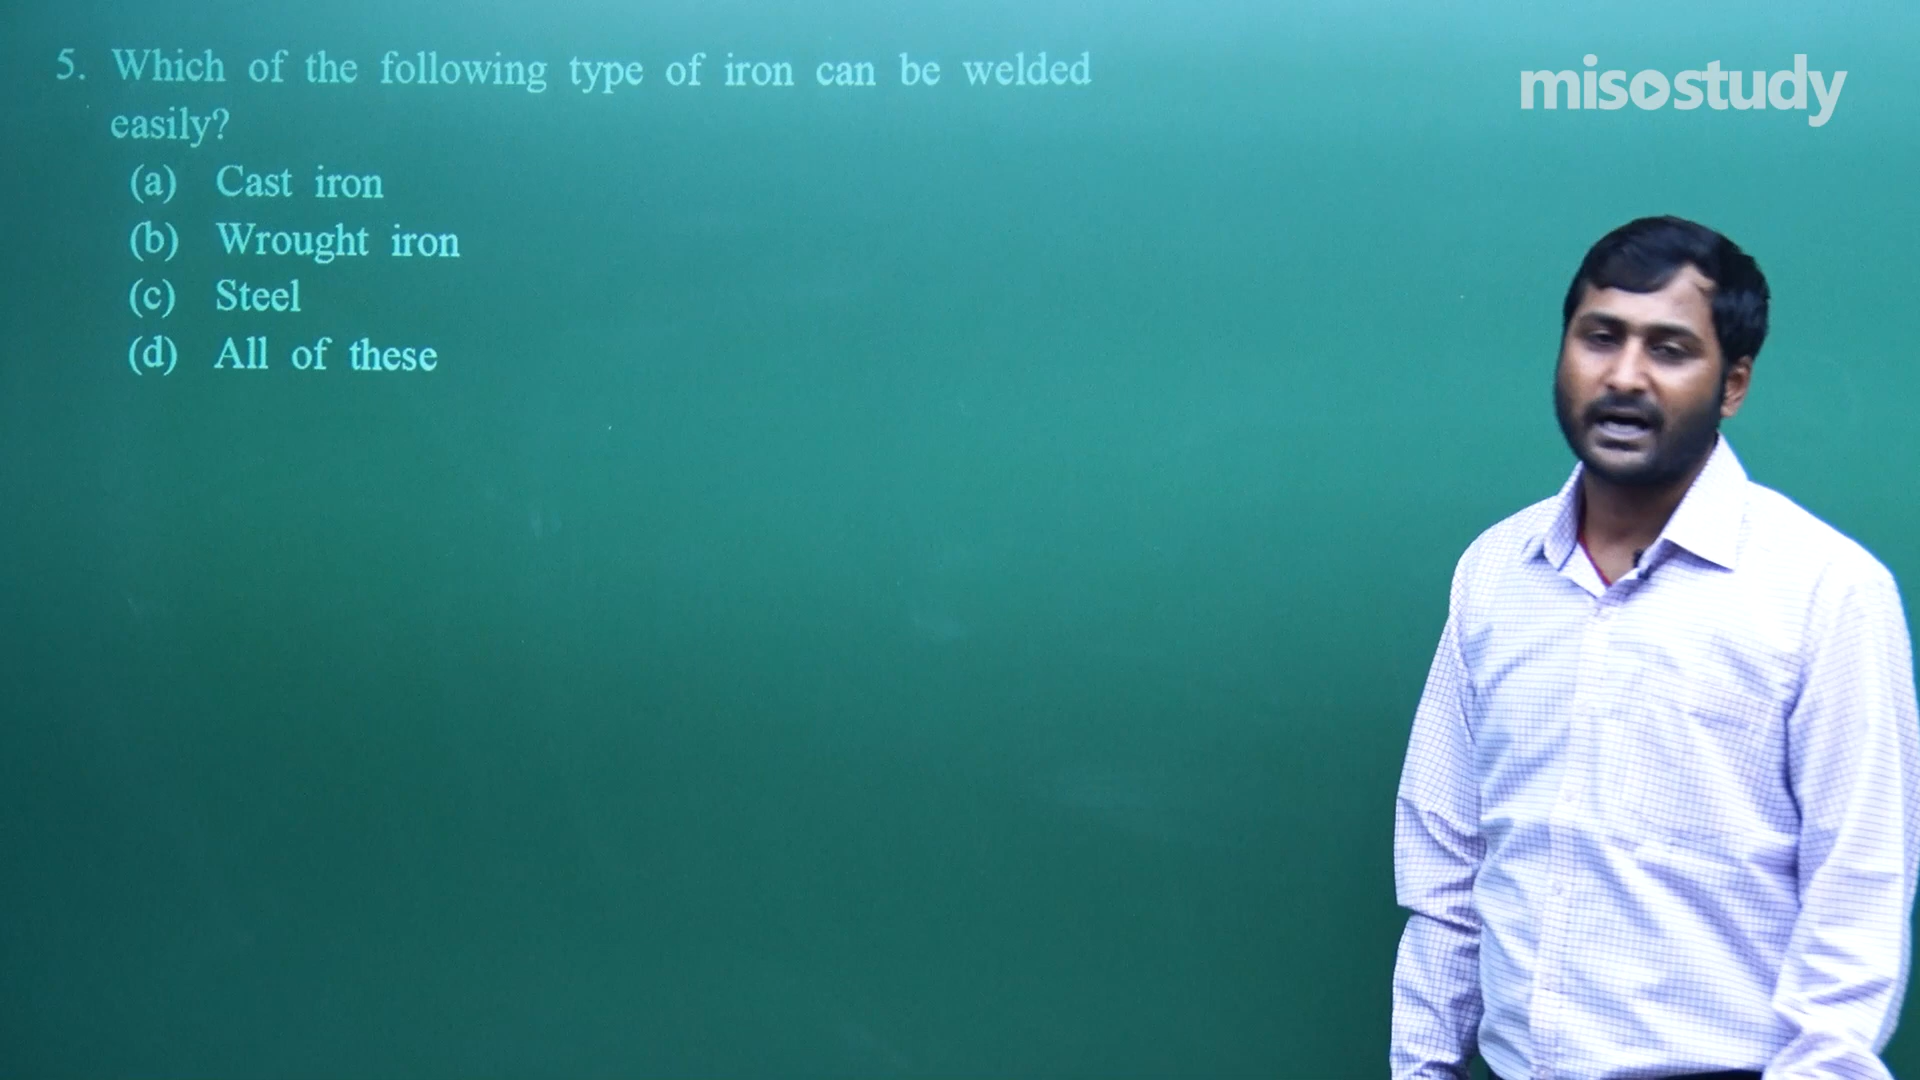 misostudy
5. Which of the following type of iron can be welded
easily?
(a) Cast iron
(b) Wrought iron
(c) Steel
(d) All of these